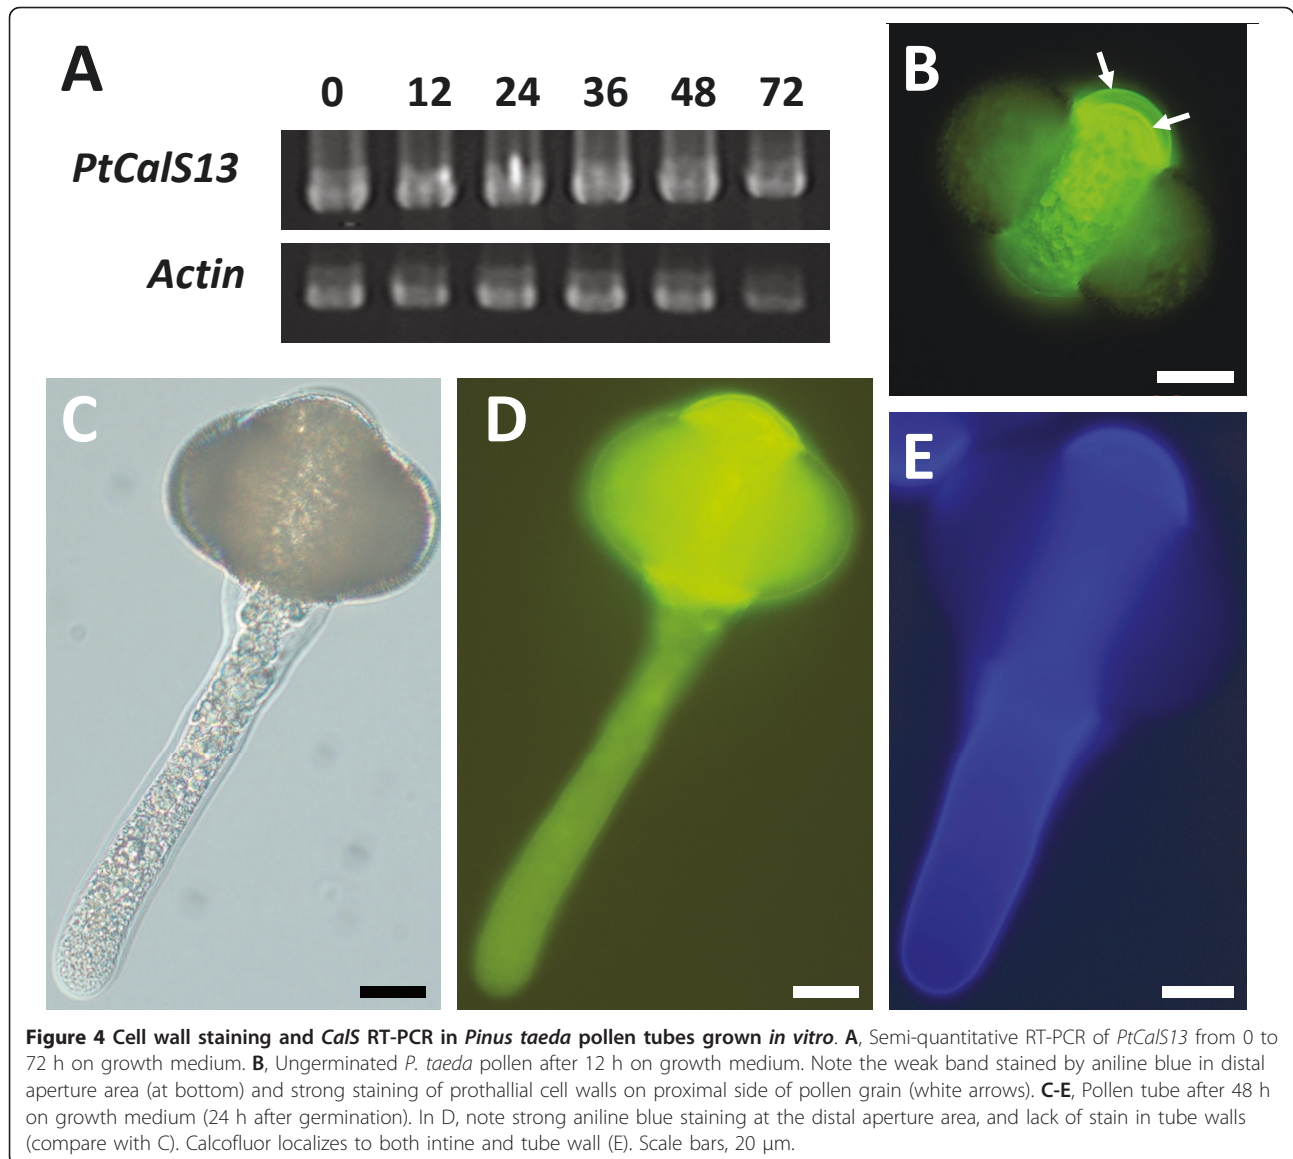 A
0 12 24 36 48 72
PtCalS13
Actin
B
C
D
E
Figure 4 Cell wall staining and CalS RT-PCR in Pinus taeda pollen tubes grown in vitro. A, Semi-quantitative RT-PCR of PtCalS13 from 0 to
72 h on growth medium. B, Ungerminated P. taeda pollen after 12 h on growth medium. Note the weak band stained by aniline blue in distal
aperture area (at bottom) and strong staining of prothallial cell walls on proximal side of pollen grain (white arrows). C-E, Pollen tube after 48 h
on growth medium (24 h after germination). In D, note strong aniline blue staining at the distal aperture area, and lack of stain in tube walls
(compare with C). Calcofluor localizes to both intine and tube wall (E). Scale bars, 20 μm.